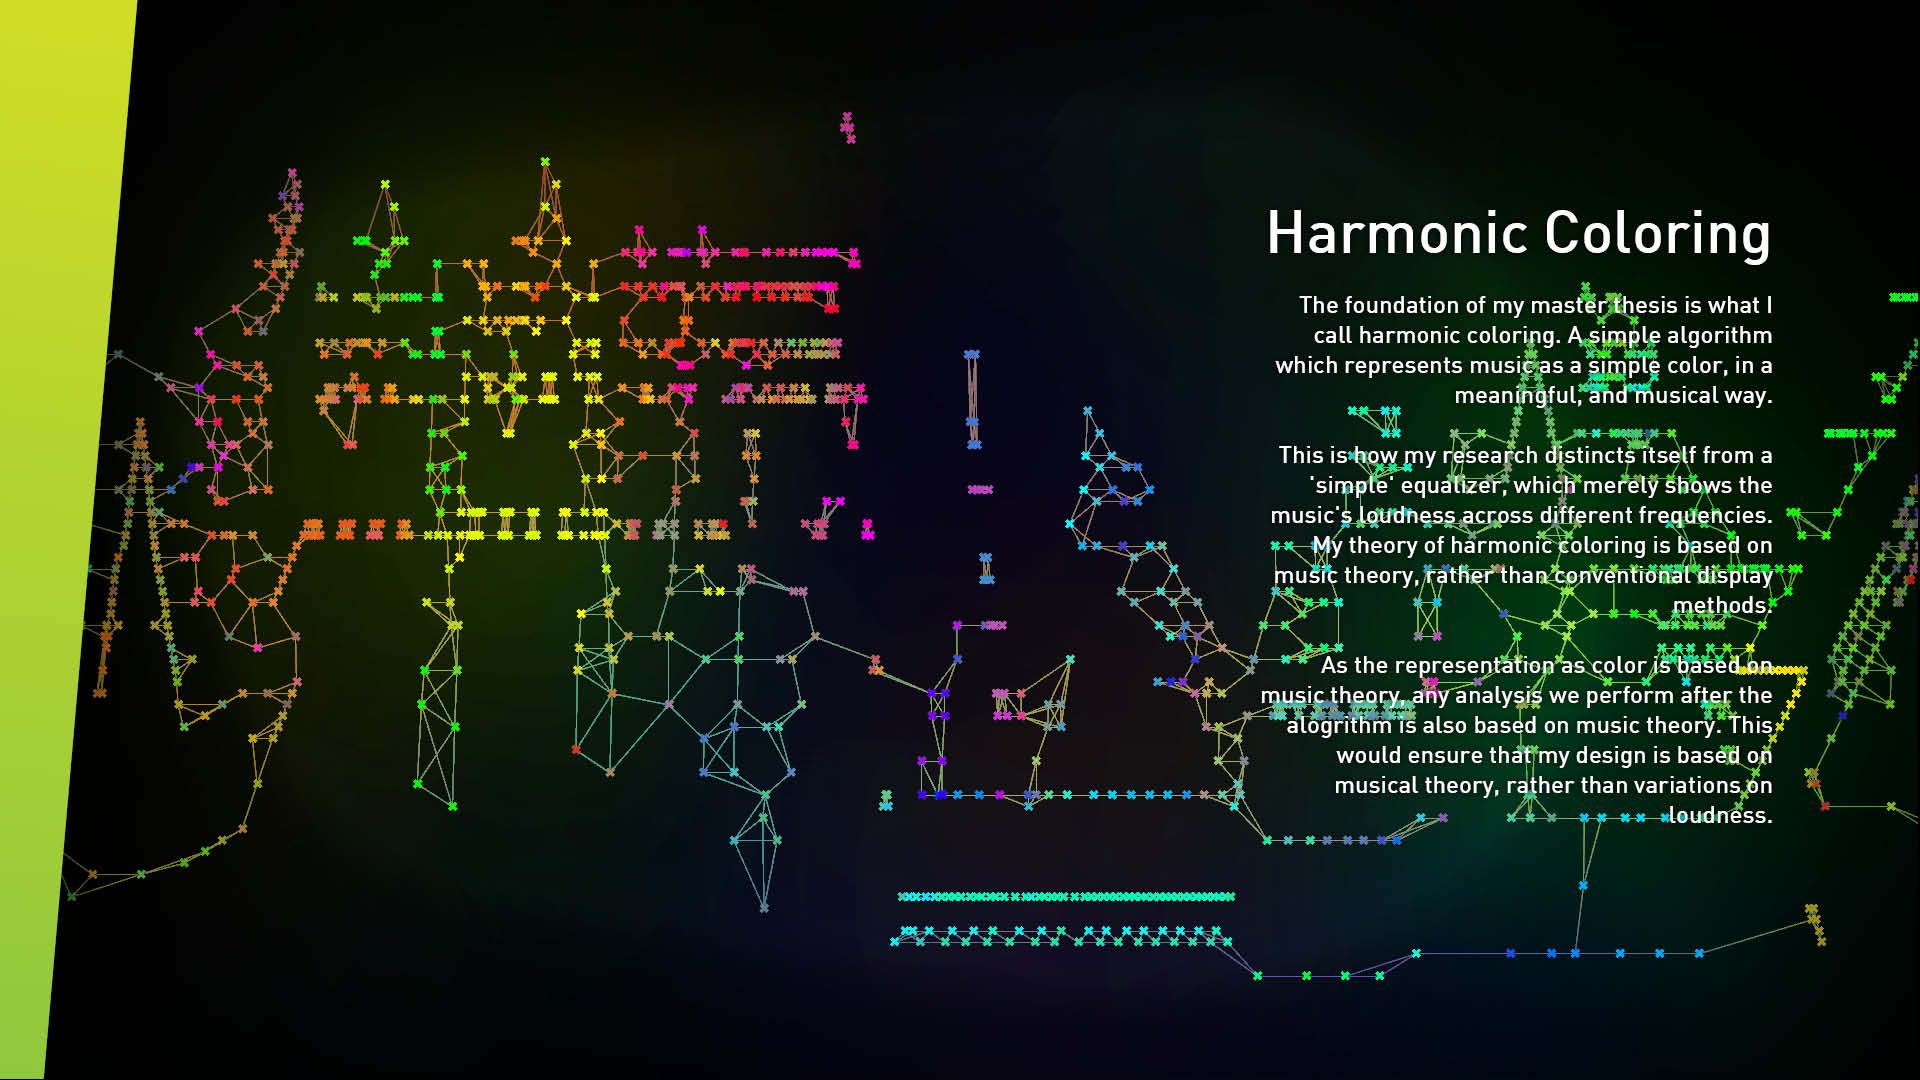 Harmonic Coloring
The foundation of my master thesis is what I
call harmonic coloring. A simple algorithm
which represents music as a simple color, in a
meaningful, and musical way.
This is how my research distincts itself from a
'simple' equalizer, which merely shows the
music's loudness across different frequencies.
My theory of harmonic coloring is based on
music theory, rather than conventional display
methods.
As the representation as color is based on
music theory, any analysis we perform after the
alogrithm is also based on music theory. This
would ensure that my design is based on
musical theory, rather than variations on
loudness.